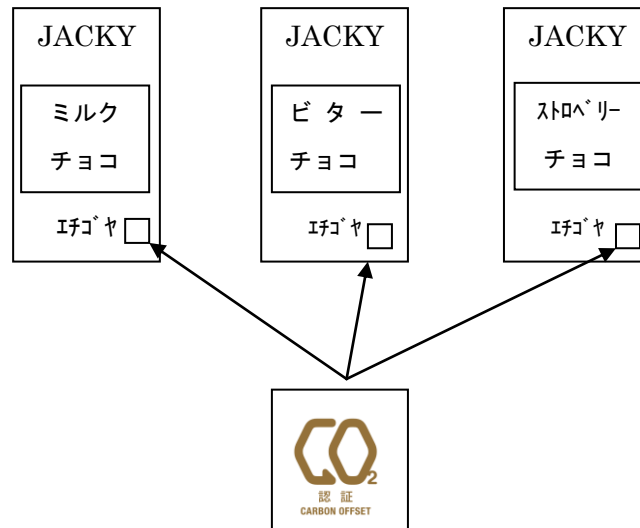 JACKY
ミルク
チョコ
エチゴヤ
JACKY
ビター
チョコ
エチゴヤ
JACKY
ストロベリー
チョコ
エチゴヤ
CO2
認証
CARBON OFFSET